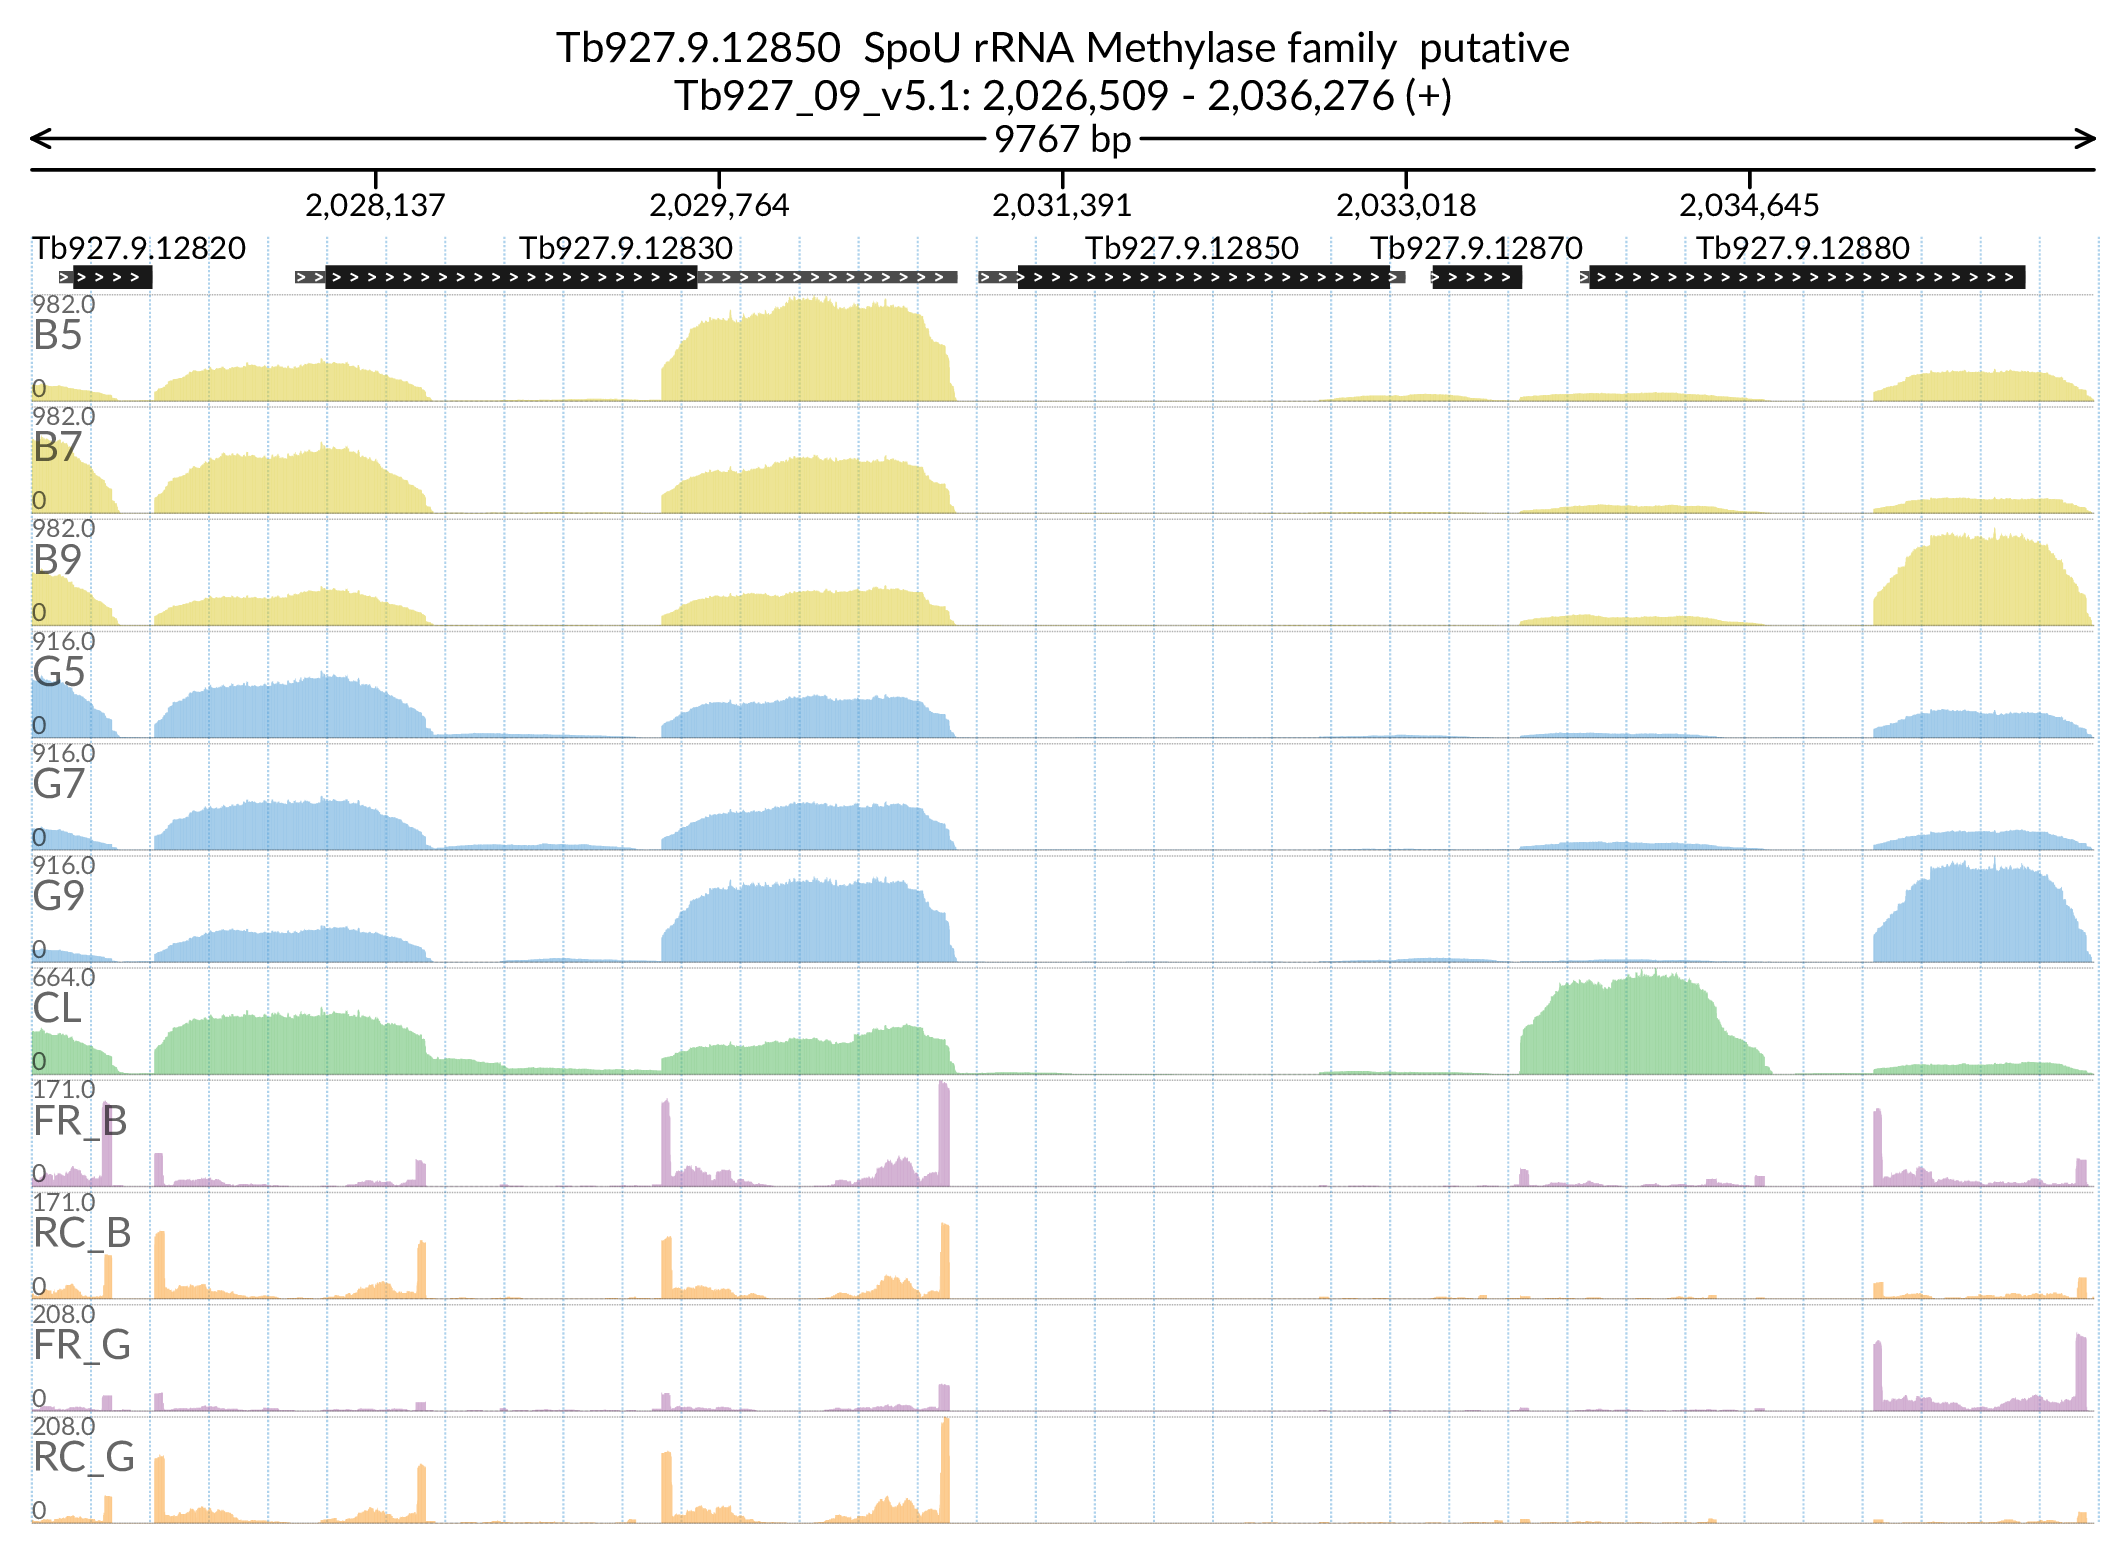 Tb927.9.12850  SpoU rRNA Methylase family  putative
Tb927_09_v5.1: 2,026,509 - 2,036,276 (+)
9767 bp
2,028,137 2,029,764 2,031,391 2,033,018 2,034,645
Tb927.9.12820 Tb927.9.12830 Tb927.9.12850 Tb927.9.12870 Tb927.9.12880
982.0
B5
0
982.0
B7
0
982.0
B9
0
916.0
G5
0
916.0
G7
0
916.0
G9
0
664.0
CL
0
171.0
FR_B
0
171.0
RC_B
0
208.0
FR_G
0
208.0
RC_G
0